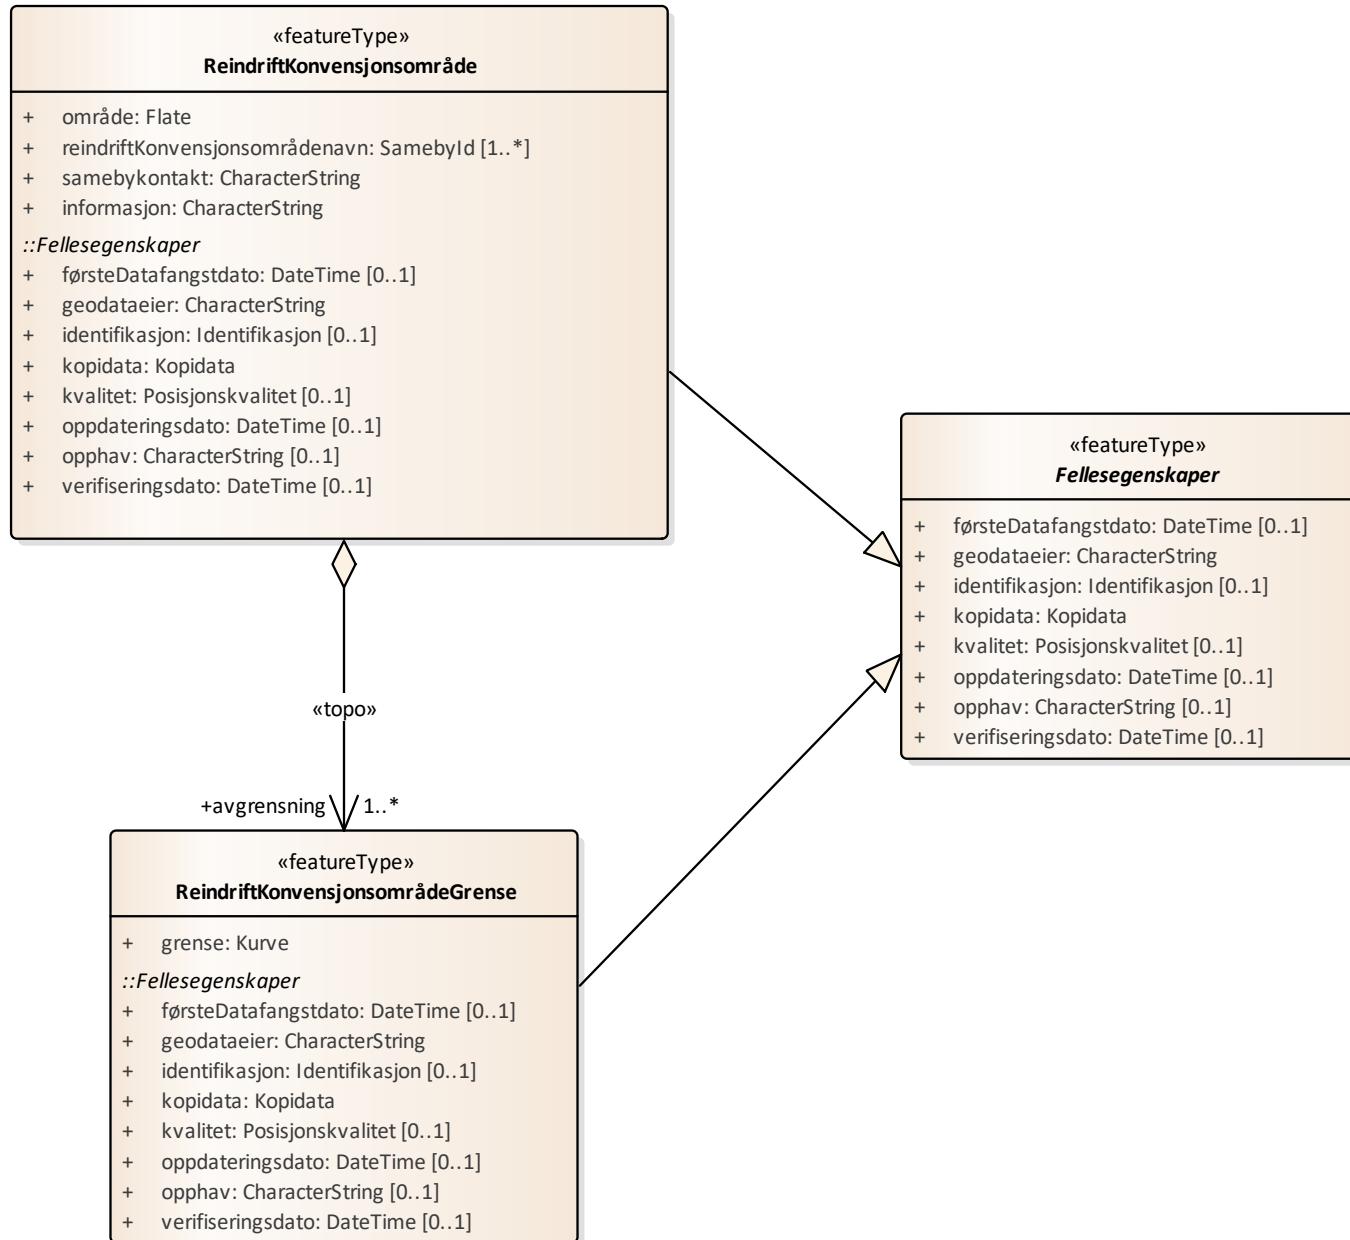 «featureType»
ReindriftKonvensjonsområde
+ område: Flate
+ reindriftKonvensjonsområdenavn: SamebyId [1..*]
+ samebykontakt: CharacterString
+ informasjon: CharacterString
::Fellesegenskaper
+førsteDatafangstdato: DateTime [0..1]
+ geodataeier: CharacterString
+ identifikasjon: Identifikasjon [0..1]
+ kopidata: Kopidata
+ kvalitet: Posisjonskvalitet [0..1]
+ oppdateringsdato: DateTime [0..1]
+ opphav: CharacterString [0..1]
+ verifiseringsdato: DateTime [0..1]
«featureType»
Fellesegenskaper
+ førsteDatafangstdato: DateTime [0..1]
+ geodataeier: CharacterString
+ identifikasjon: Identifikasjon [0..1]
+ kopidata: Kopidata
+ kvalitet: Posisjonskvalitet [0..1]
+ oppdateringsdato: DateTime [0..1]
+ opphav: CharacterString [0..1]
+ verifiseringsdato: DateTime [0..1]
«topo»
+avgrensning 1..*
«featureType»
ReindriftKonvensjonsområdeGrense
+ grense: Kurve
::Fellesegenskaper
+ førsteDatafangstdato: DateTime [0..1]
+ geodataeier: CharacterString
+ identifikasjon: Identifikasjon [0..1]
+ kopidata: Kopidata
+ kvalitet: Posisjonskvalitet [0..1]
+ oppdateringsdato: DateTime [0..1]
+ opphav: CharacterString [0..1]
+ verifiseringsdato: DateTime [0..1]